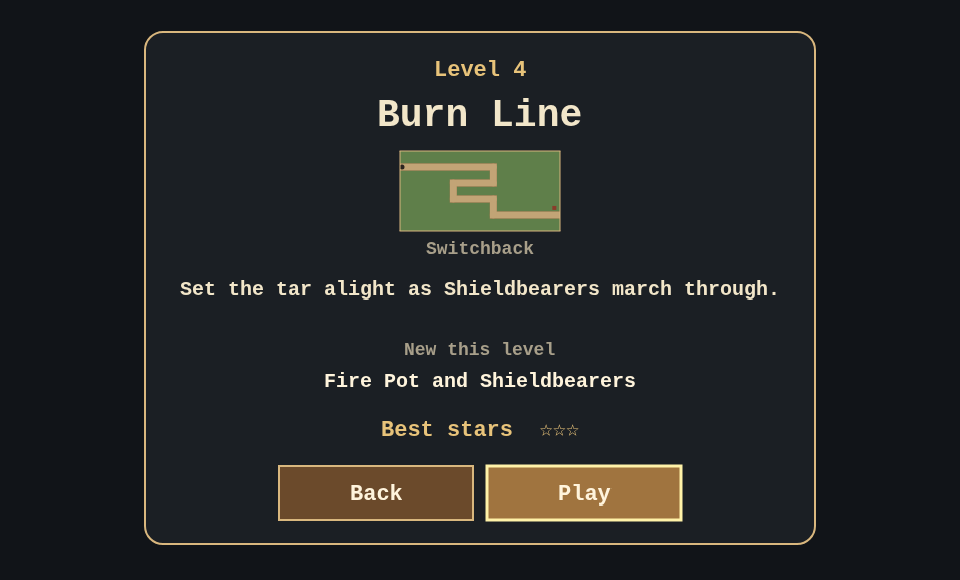 Level 4
Burn Line
Switchback
Set the tar alight as Shieldbearers march through.
New this level
Fire Pot and Shieldbearers
Best stars ☆☆☆
Back
Play